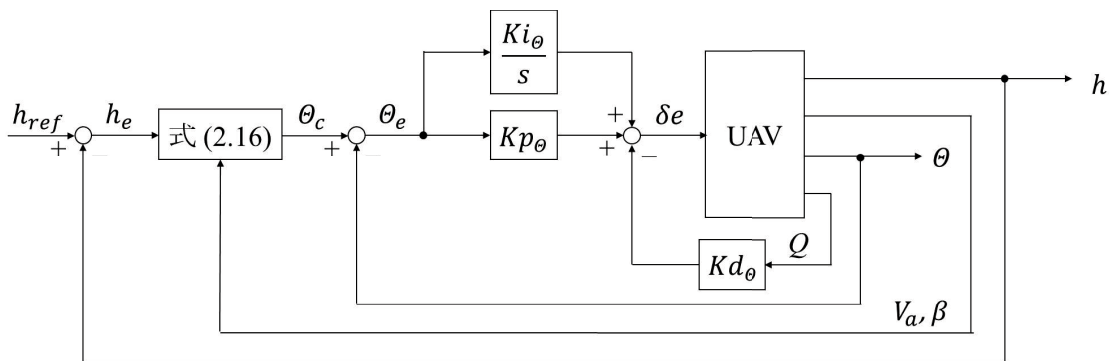 Ki_Θ
s
h_ref
h_e
式 (2.16)
Θ_c
Θ_e
Kp_Θ
δe
UAV
h
Θ
+
−
+
−
+
+
−
Q
Kd_Θ
V_a, β